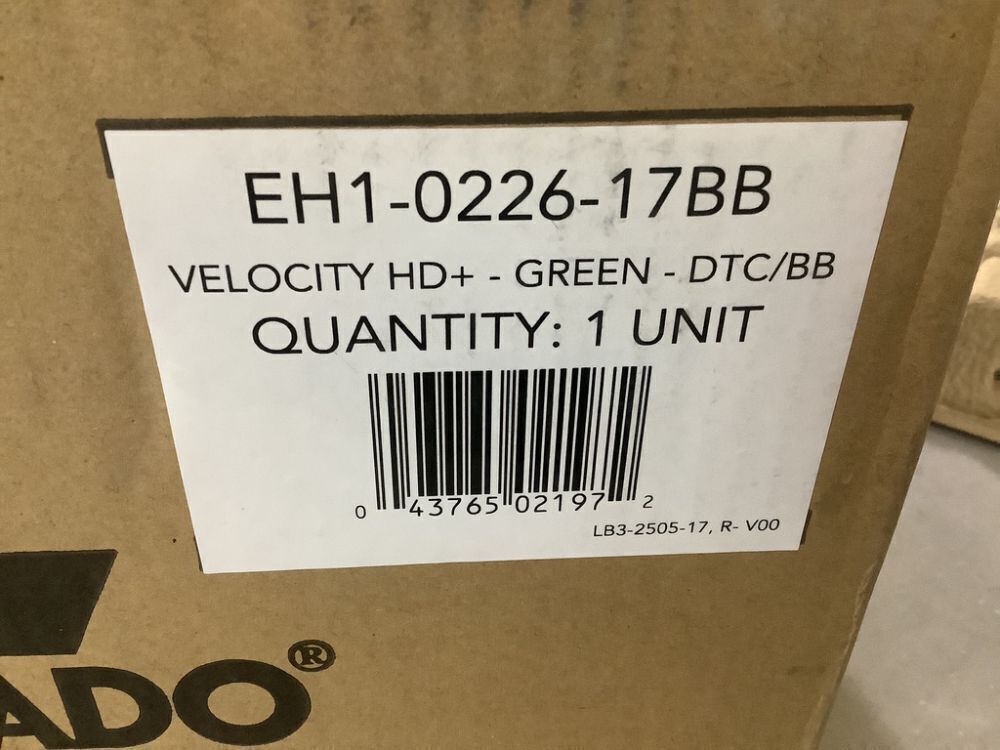 EH1-0226-17BB
VELOCITY HD+ - GREEN - DTC/BB
QUANTITY: 1 UNIT
0 43765 02197 2
LB3-2505-17, R- V00
ADO®